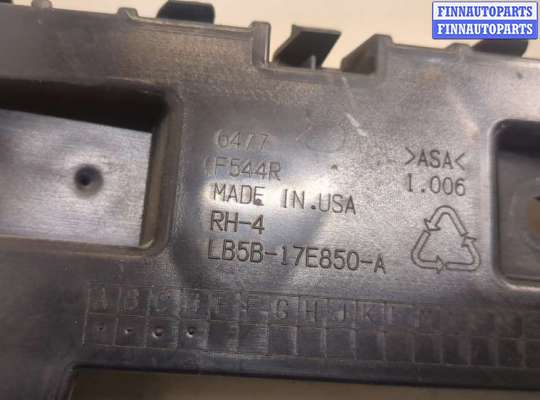 FINNAUTOPARTS
FINNAUTOPARTS
6477
F544R
MADE IN USA
RH-4
LB5B-17E850-A
>ASA<
1.006
A B C D E F G H J K L